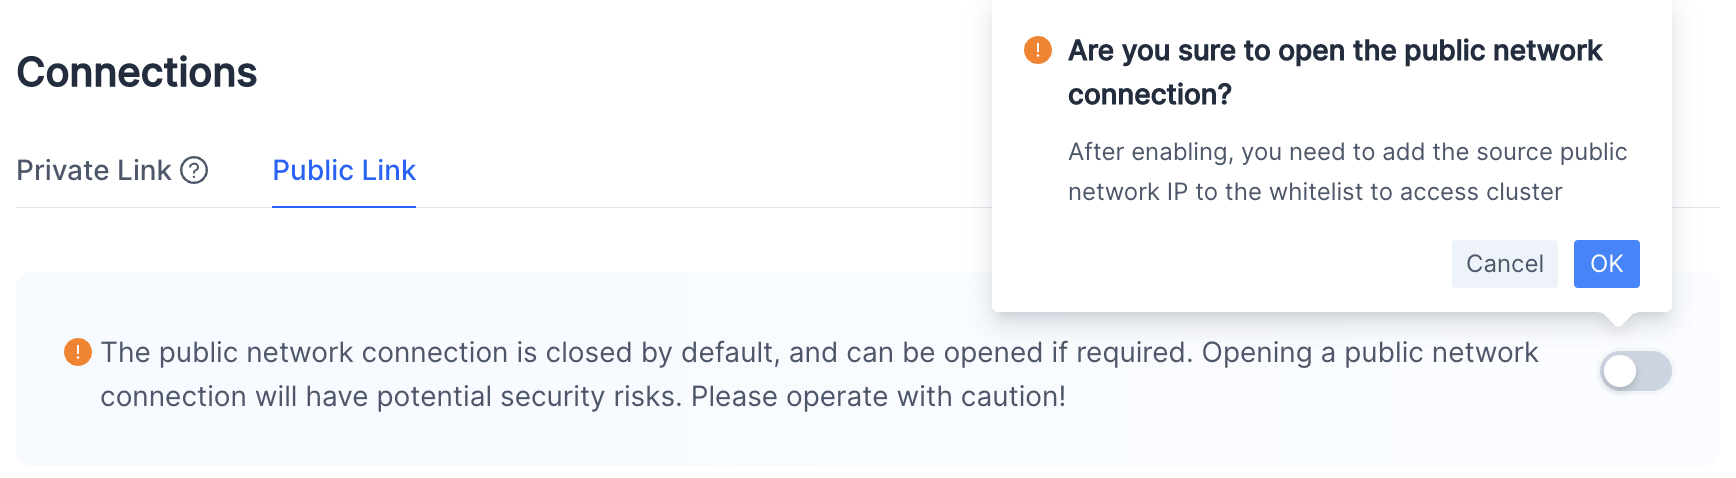 Connections
Private Link
Public Link
Are you sure to open the public network
connection?
After enabling, you need to add the source public
network IP to the whitelist to access cluster
Cancel
OK
The public network connection is closed by default, and can be opened if required. Opening a public network
connection will have potential security risks. Please operate with caution!